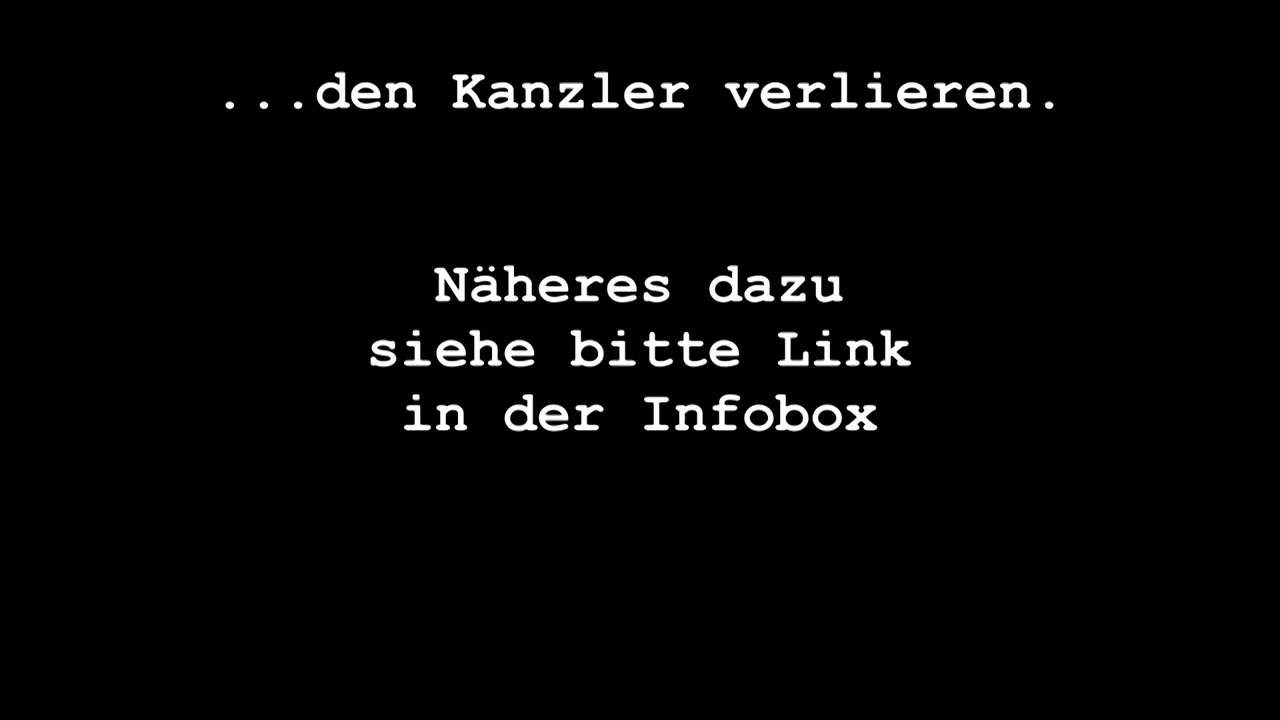 ...den Kanzler verlieren.
Näheres dazu
siehe bitte Link
in der Infobox